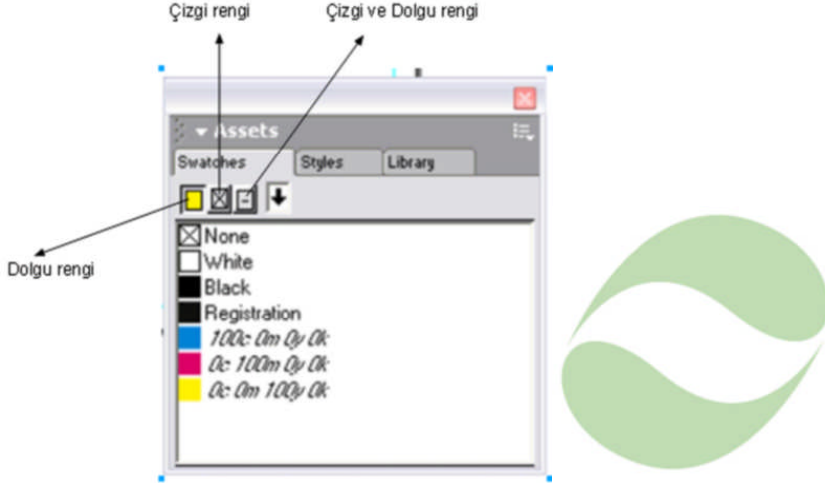 Çizgi rengi
Çizgi ve Dolgu rengi
Assets
Swatches Styles Library
None
White
Dolgu rengi
Black
Registration
100c 0m 0y 0k
0c 100m 0y 0k
0c 0m 100y 0k